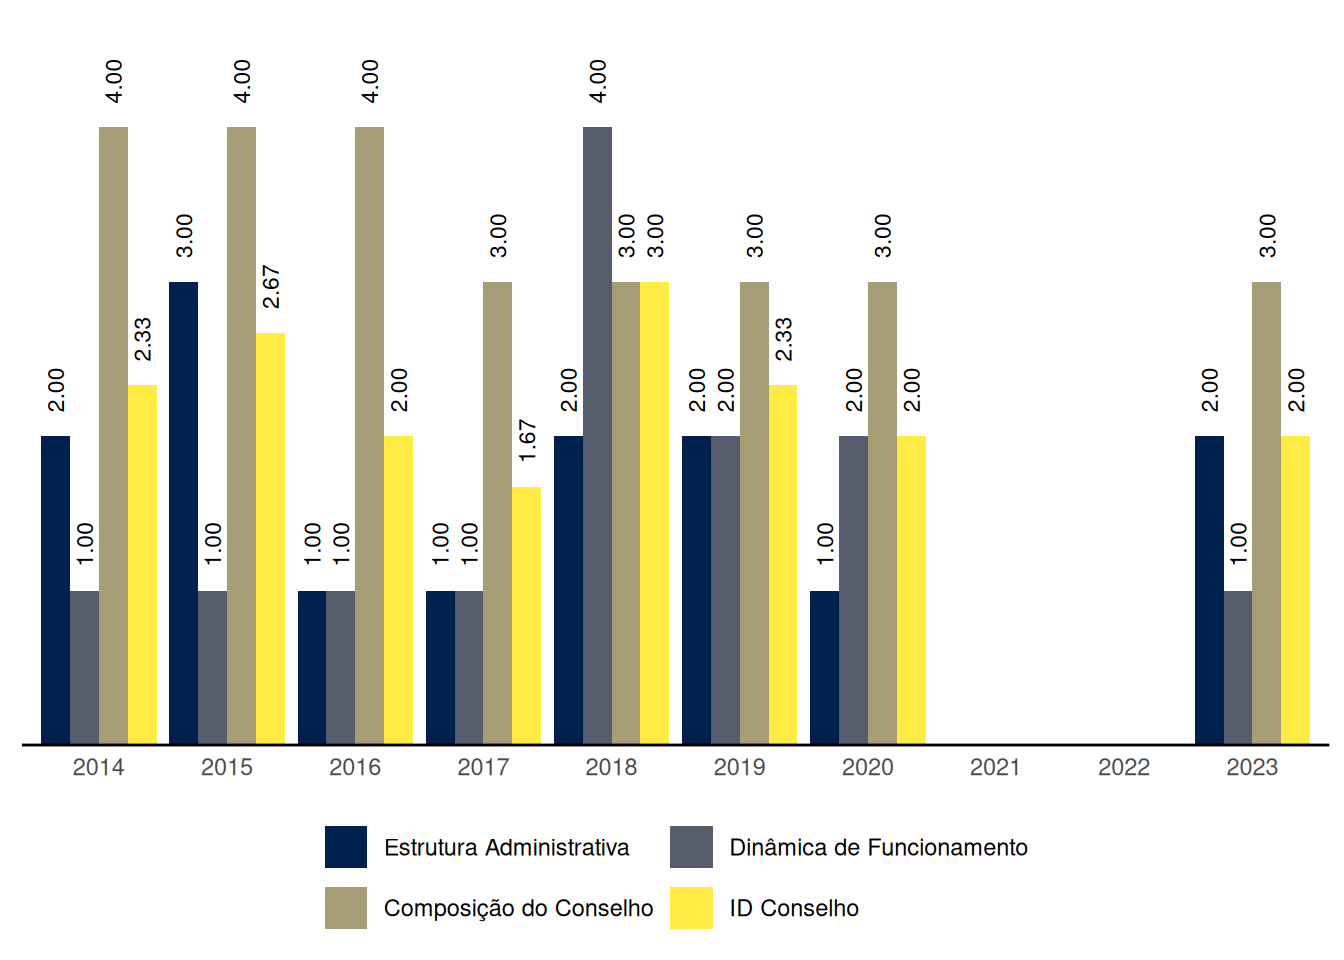 2.00 1.00 4.00 2.33 3.00 1.00 4.00 2.67 1.00 1.00 4.00 2.00 1.00 1.00 3.00 1.67 2.00 4.00 3.00 3.00 2.00 2.00 3.00 2.33 1.00 2.00 3.00 2.00 2.00 1.00 3.00 2.00
2014 2015 2016 2017 2018 2019 2020 2021 2022 2023
Estrutura Administrativa Dinâmica de Funcionamento
Composição do Conselho ID Conselho